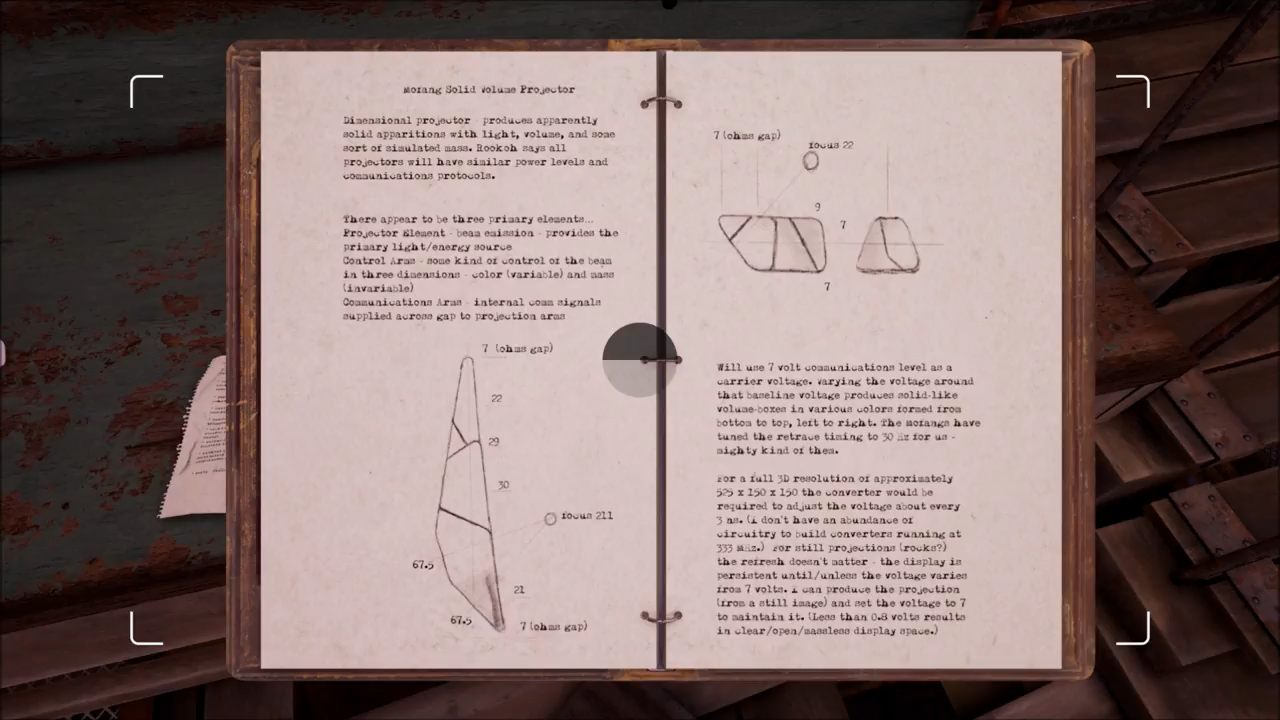 Mofang Solid Volume Projector
Dimensional projector - produces apparently
solid apparitions with light, volume, and some
sort of simulated mass. Rookoh says all
projectors will have similar power levels and
communications protocols.
There appear to be three primary elements...
Projector Element - beam emission - provides the
primary light/energy source
Control Arms - some kind of control of the beam
in three dimensions - color (variable) and mass
(invariable)
Communications Arms - internal comm signals
supplied across gap to projection arms
7 (ohms gap)
22
29
30
focus 211
67.5
21
67.5
7 (ohms gap)
7 (ohms gap)
focus 22
9
7
7
Will use 7 volt communications level as a
carrier voltage. Varying the voltage around
that baseline voltage produces solid-like
volume-boxes in various colors formed from
bottom to top, left to right. The Mofangs have
tuned the retrace timing to 30 Hz for us -
mighty kind of them.
For a full 3D resolution of approximately
525 x 150 x 150 the converter would be
required to adjust the voltage about every
3 ns. (I don't have an abundance of
circuitry to build converters running at
333 MHz.) For still projections (rocks?)
the refresh doesn't matter - the display is
persistent until/unless the voltage varies
from 7 volts. I can produce the projection
(from a still image) and set the voltage to 7
to maintain it. (Less than 0.8 volts results
in clear/open/massless display space.)